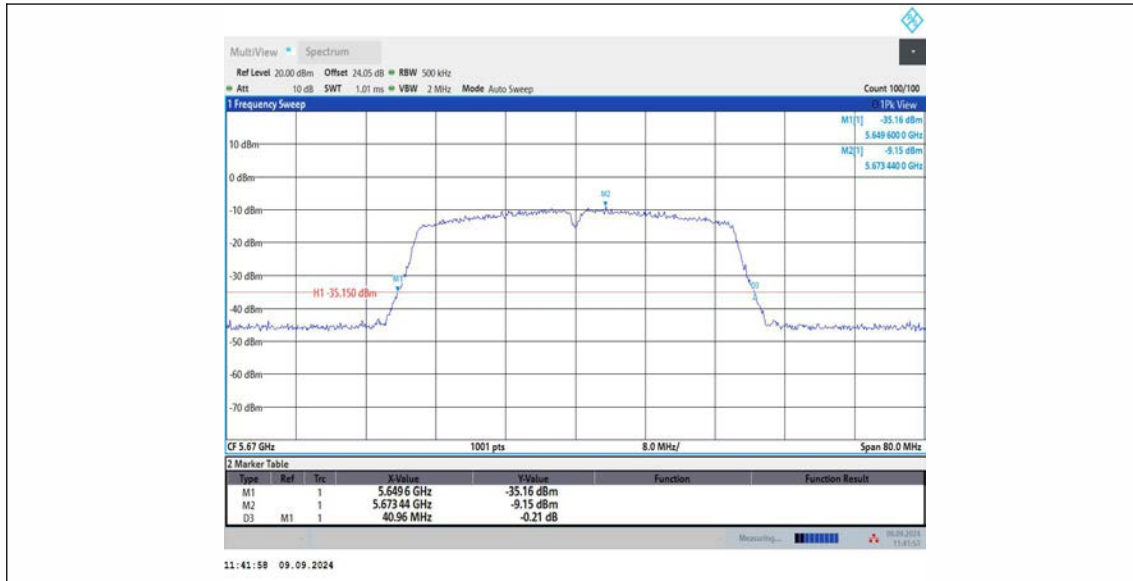 MultiView Spectrum
Ref Level 20.00 dBm Offset 24.05 dB RBW 500 kHz
Att 10 dB SWT 1.01 ms VBW 2 MHz Mode Auto Sweep Count 100/100
1 Frequency Sweep 1Pk View
M1[1] -35.16 dBm
5.649 600 0 GHz
10 dBm
M2[1] -9.15 dBm
5.673 440 0 GHz
0 dBm
M2
-10 dBm
-20 dBm
-30 dBm
M1
D3
H1 -35.150 dBm
-40 dBm
-50 dBm
-60 dBm
-70 dBm
CF 5.67 GHz 1001 pts 8.0 MHz/ Span 80.0 MHz
2 Marker Table
Type Ref Trc X-Value Y-Value Function Function Result
M1 1 5.6496 GHz -35.16 dBm
M2 1 5.673 44 GHz -9.15 dBm
D3 M1 1 40.96 MHz -0.21 dB
Measuring... 09.09.2024
11:41:57
11:41:58 09.09.2024